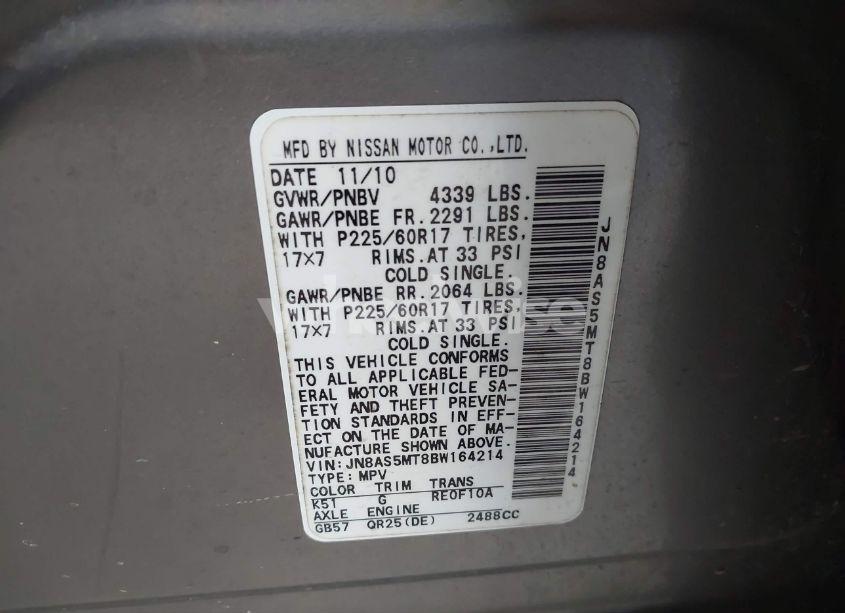 MFD BY NISSAN MOTOR CO.,LTD.
DATE 11/10
GVWR/PNBV 4339 LBS.
GAWR/PNBE FR.2291 LBS.
WITH P225/60R17 TIRES,
17×7 RIMS.AT 33 PSI
COLD SINGLE.
GAWR/PNBE RR.2064 LBS.
WITH P225/60R17 TIRES,
17×7 RIMS.AT 33 PSI
COLD SINGLE.
THIS VEHICLE CONFORMS
TO ALL APPLICABLE FED-
ERAL MOTOR VEHICLE SA-
FETY AND THEFT PREVEN-
TION STANDARDS IN EFF-
ECT ON THE DATE OF MA-
NUFACTURE SHOWN ABOVE.
VIN:JN8AS5MT8BW164214
TYPE:MPV
COLOR TRIM TRANS
K51 G RE0F10A
AXLE ENGINE
GB57 QR25(DE) 2488CC
JN8AS5MT8BW164214